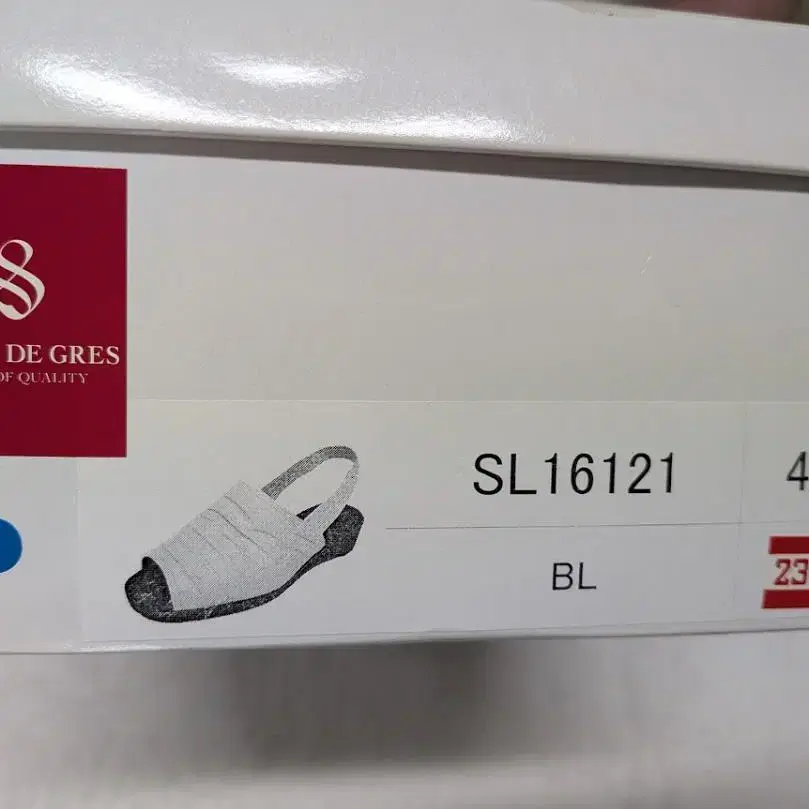 DE GRES
OF QUALITY
SL16121
4
BL
23